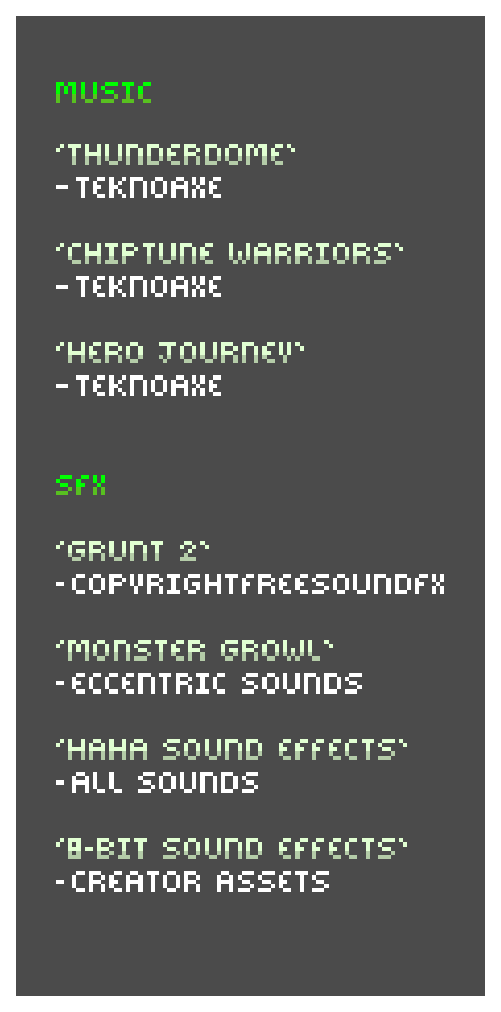 MUSIC
'THUNDERDOME'
- TEKNOAXE
'CHIPTUNE WARRIORS'
- TEKNOAXE
'HERO JOURNEY'
- TEKNOAXE
SFX
'GRUNT 2'
-COPYRIGHTFREESOUNDFX
'MONSTER GROWL'
-ECCENTRIC SOUNDS
'HAHA SOUND EFFECTS'
-ALL SOUNDS
'8-BIT SOUND EFFECTS'
-CREATOR ASSETS